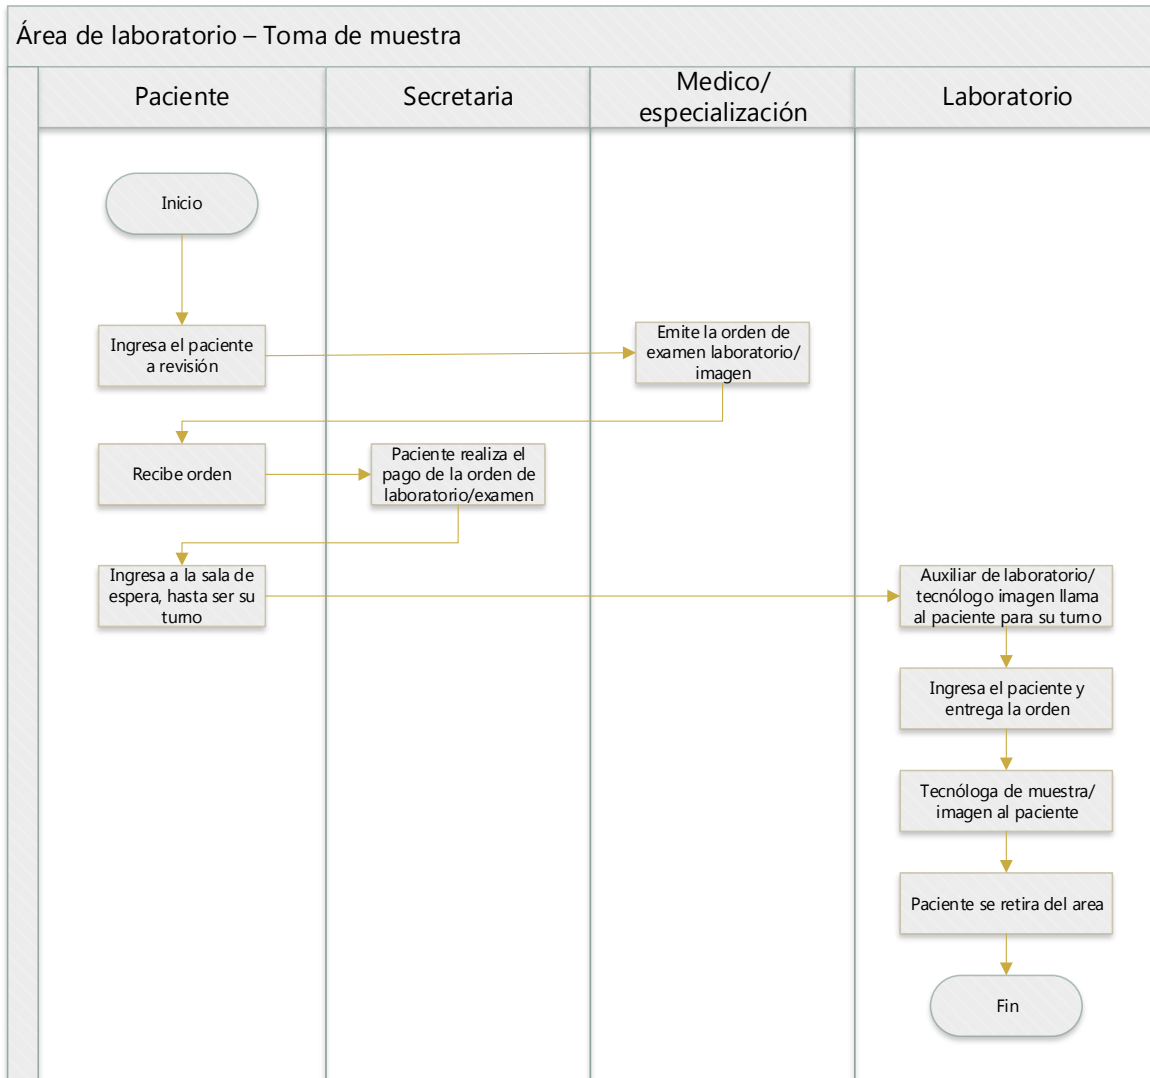 Área de laboratorio – Toma de muestra
Paciente
Secretaria
Medico/
especialización
Laboratorio
Inicio
Ingresa el paciente
a revisión
Emite la orden de
examen laboratorio/
imagen
Recibe orden
Paciente realiza el
pago de la orden de
laboratorio/examen
Ingresa a la sala de
espera, hasta ser su
turno
Auxiliar de laboratorio/
tecnólogo imagen llama
al paciente para su turno
Ingresa el paciente y
entrega la orden
Tecnóloga de muestra/
imagen al paciente
Paciente se retira del area
Fin